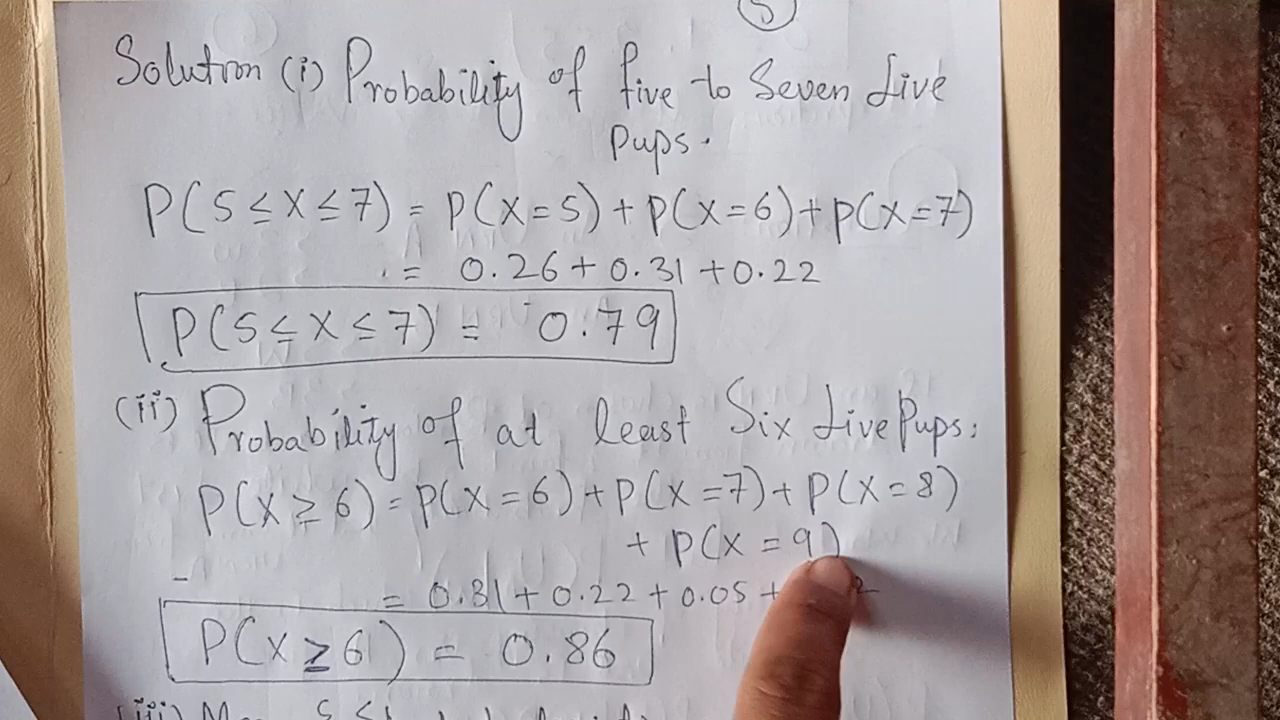 5
Solution (i) Probability of five to Seven Live
Pups.
P(5≤X≤7) = P(X=5) + P(X=6) + P(X=7)
= 0.26 + 0.31 + 0.22
P(5≤X≤7) = 0.79
(ii) Probability of at least Six Live Pups:
P(X≥6) = P(X=6) + P(X=7) + P(X=8)
+ P(X=9)
= 0.31 + 0.22 + 0.05 +
P(X≥6) = 0.86
(iii)